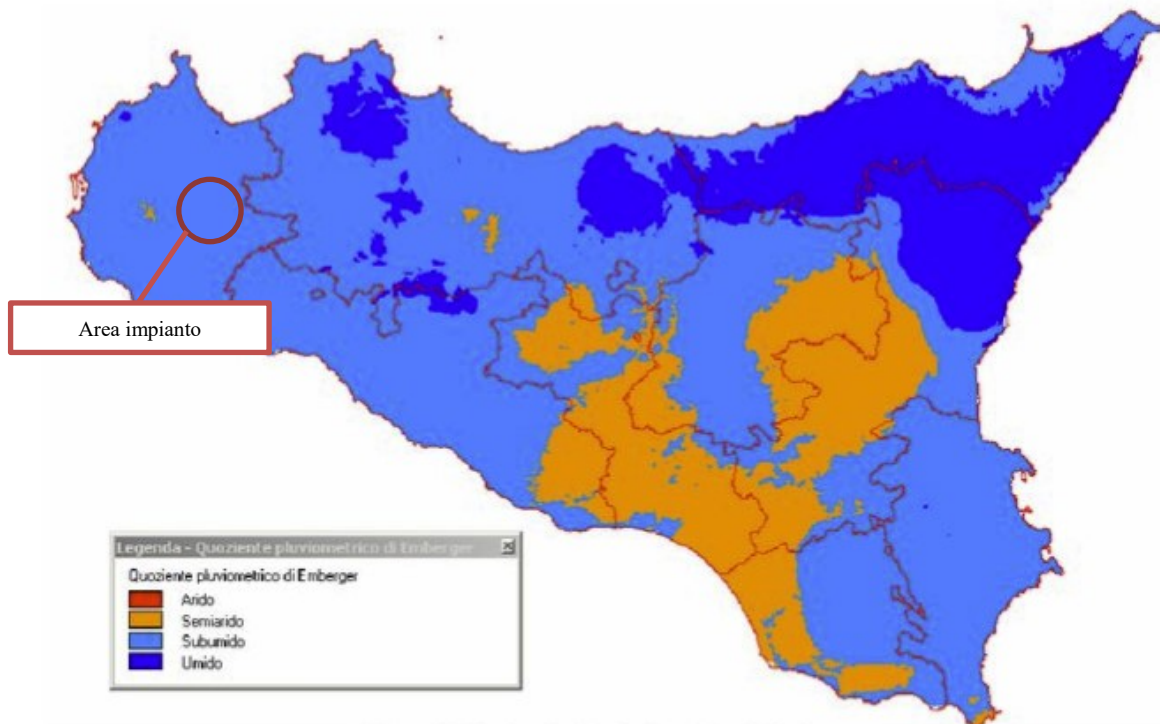 Area impianto
Legenda - Quoziente pluviometrico di Emberger
Quoziente pluviometrico di Emberger
Arido
Semiarido
Subumido
Umido